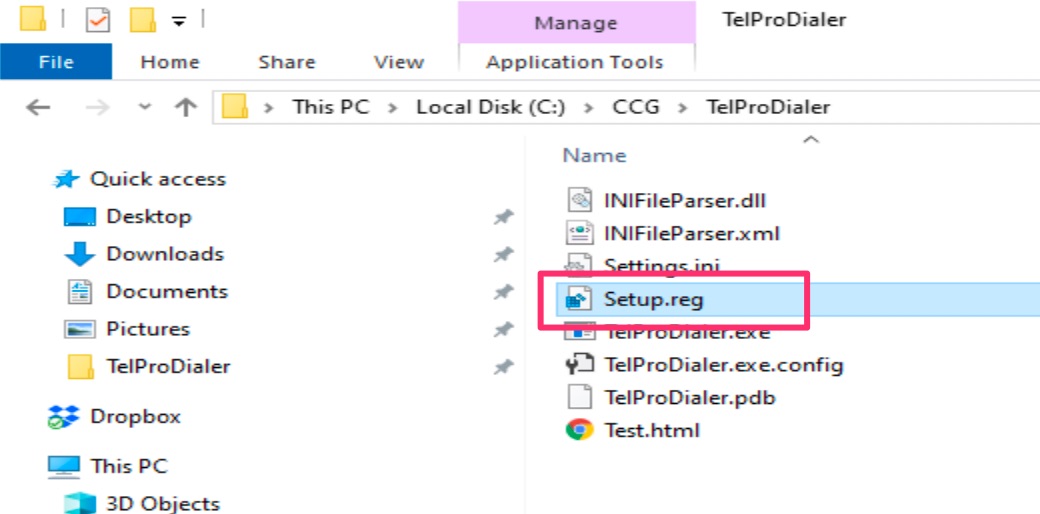 Manage TelProDialer
File Home Share View Application Tools
This PC Local Disk (C:) CCG TelProDialer
Name
Quick access
Desktop
Downloads
Documents
Pictures
TelProDialer
Dropbox
This PC
3D Objects
INIFileParser.dll
INIFileParser.xml
Settings.ini
Setup.reg
TelProDialer.exe
TelProDialer.exe.config
TelProDialer.pdb
Test.html